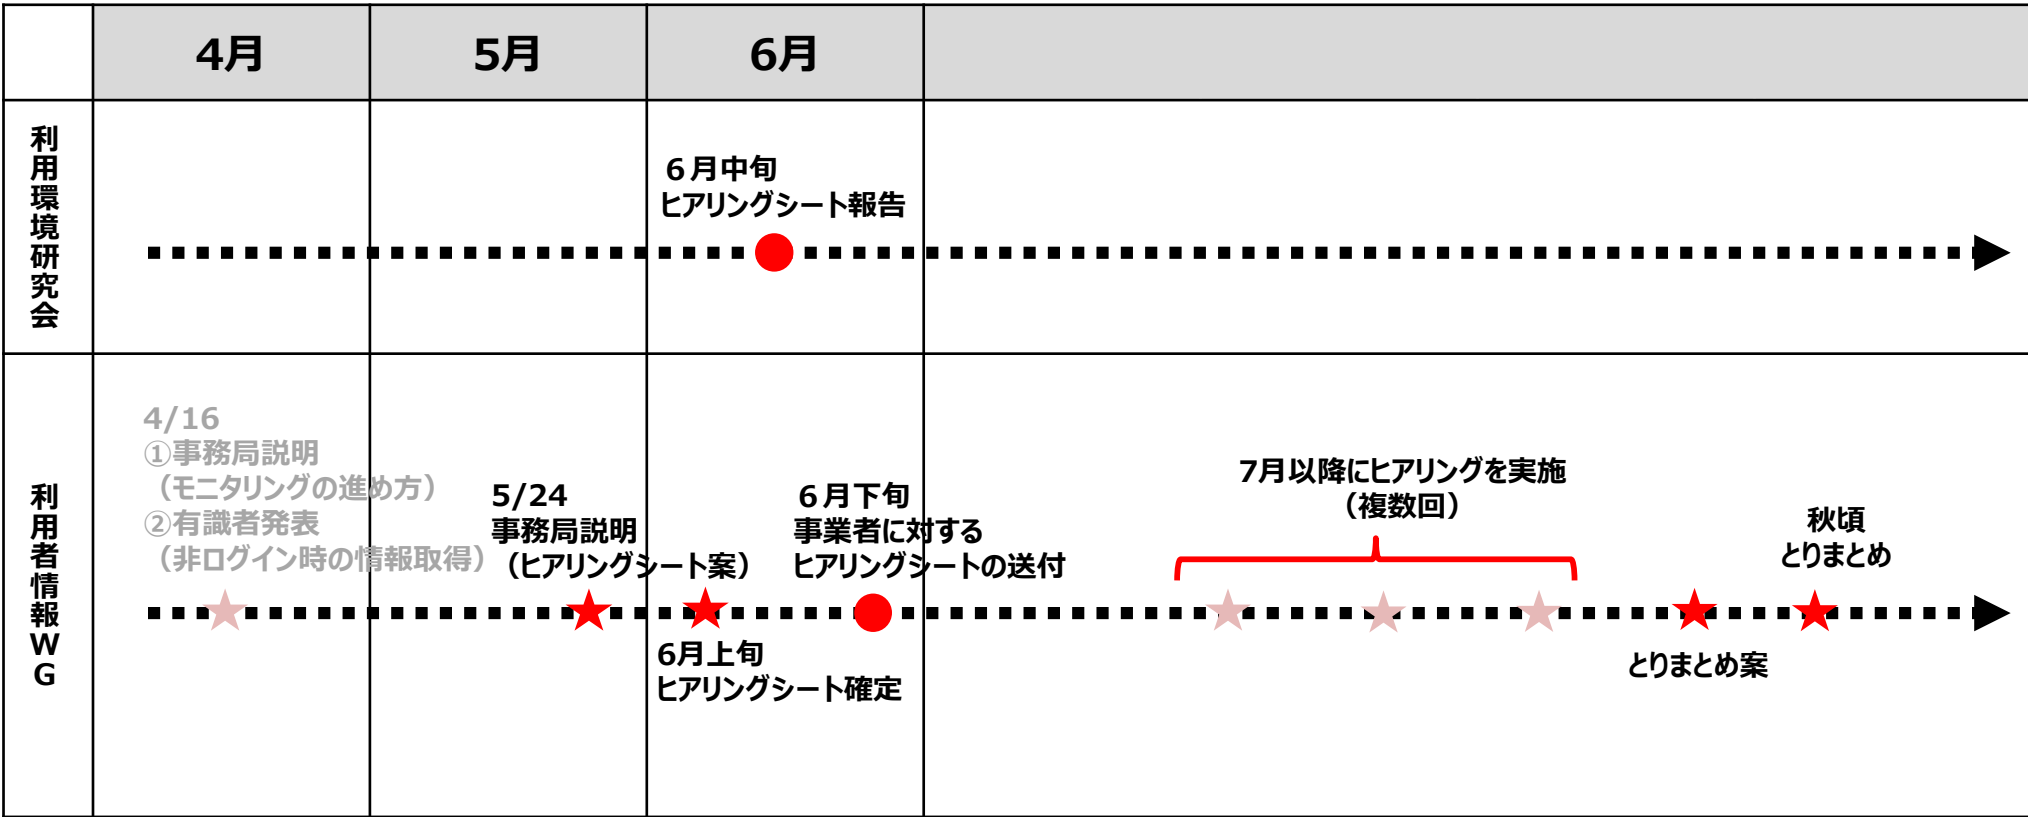 4月
5月
6月
利用環境研究会
６月中旬
ヒアリングシート報告
利用者情報WG
4/16
①事務局説明
（モニタリングの進め方）
②有識者発表
（非ログイン時の情報取得）
5/24
事務局説明
（ヒアリングシート案）
6月上旬
ヒアリングシート確定
６月下旬
事業者に対する
ヒアリングシートの送付
7月以降にヒアリングを実施
（複数回）
とりまとめ案
秋頃
とりまとめ